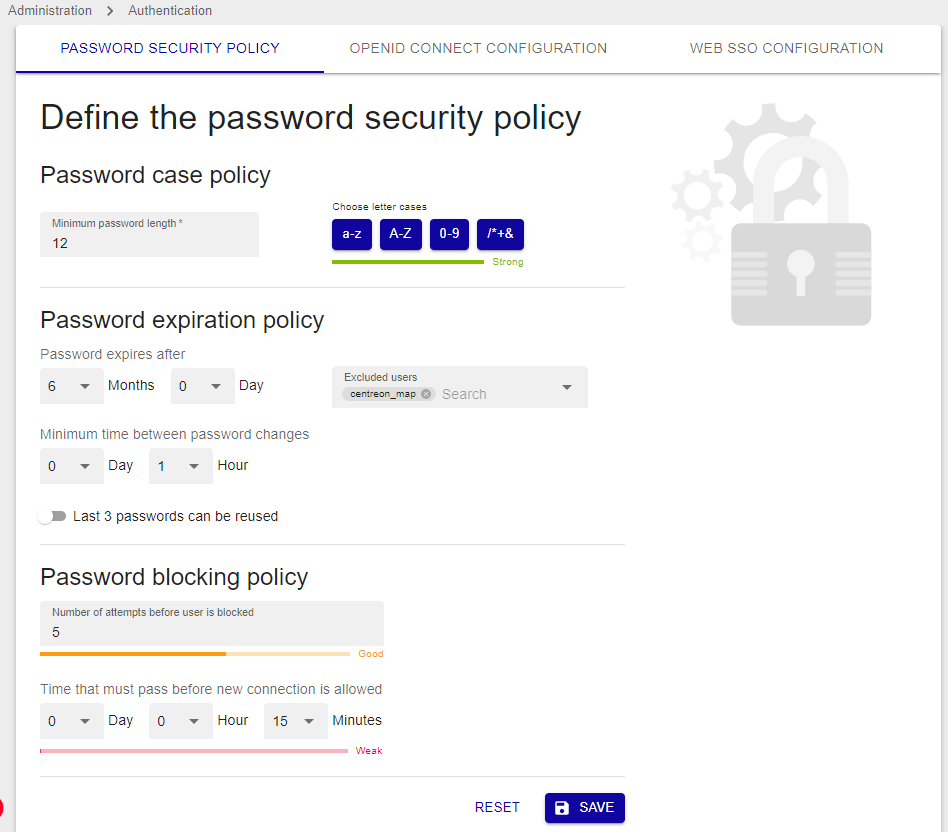 Administration > Authentication
PASSWORD SECURITY POLICY OPENID CONNECT CONFIGURATION WEB SSO CONFIGURATION
Define the password security policy
Password case policy
Choose letter cases
Minimum password length *
12
a-z A-Z 0-9 /*+&
Strong
Password expiration policy
Password expires after
6 Months 0 Day
Excluded users
centreon_map Search
Minimum time between password changes
0 Day 1 Hour
Last 3 passwords can be reused
Password blocking policy
Number of attempts before user is blocked
5
Good
Time that must pass before new connection is allowed
0 Day 0 Hour 15 Minutes
Weak
RESET SAVE